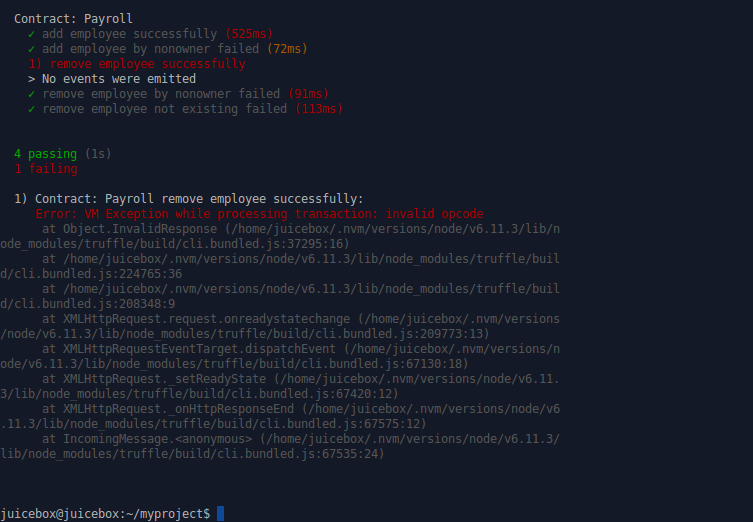 Contract: Payroll
✓ add employee successfully (525ms)
✓ add employee by nonowner failed (72ms)
1) remove employee successfully
> No events were emitted
✓ remove employee by nonowner failed (91ms)
✓ remove employee not existing failed (113ms)
4 passing (1s)
1 failing
1) Contract: Payroll remove employee successfully:
Error: VM Exception while processing transaction: invalid opcode
at Object.InvalidResponse (/home/juicebox/.nvm/versions/node/v6.11.3/lib/n
ode_modules/truffle/build/cli.bundled.js:37295:16)
at /home/juicebox/.nvm/versions/node/v6.11.3/lib/node_modules/truffle/buil
d/cli.bundled.js:224765:36
at /home/juicebox/.nvm/versions/node/v6.11.3/lib/node_modules/truffle/buil
d/cli.bundled.js:208348:9
at XMLHttpRequest.request.onreadystatechange (/home/juicebox/.nvm/versions
/node/v6.11.3/lib/node_modules/truffle/build/cli.bundled.js:209773:13)
at XMLHttpRequestEventTarget.dispatchEvent (/home/juicebox/.nvm/versions/n
ode/v6.11.3/lib/node_modules/truffle/build/cli.bundled.js:67130:18)
at XMLHttpRequest._setReadyState (/home/juicebox/.nvm/versions/node/v6.11.
3/lib/node_modules/truffle/build/cli.bundled.js:67420:12)
at XMLHttpRequest._onHttpResponseEnd (/home/juicebox/.nvm/versions/node/v6
.11.3/lib/node_modules/truffle/build/cli.bundled.js:67575:12)
at IncomingMessage.<anonymous> (/home/juicebox/.nvm/versions/node/v6.11.3/
lib/node_modules/truffle/build/cli.bundled.js:67535:24)
juicebox@juicebox:~/myproject$